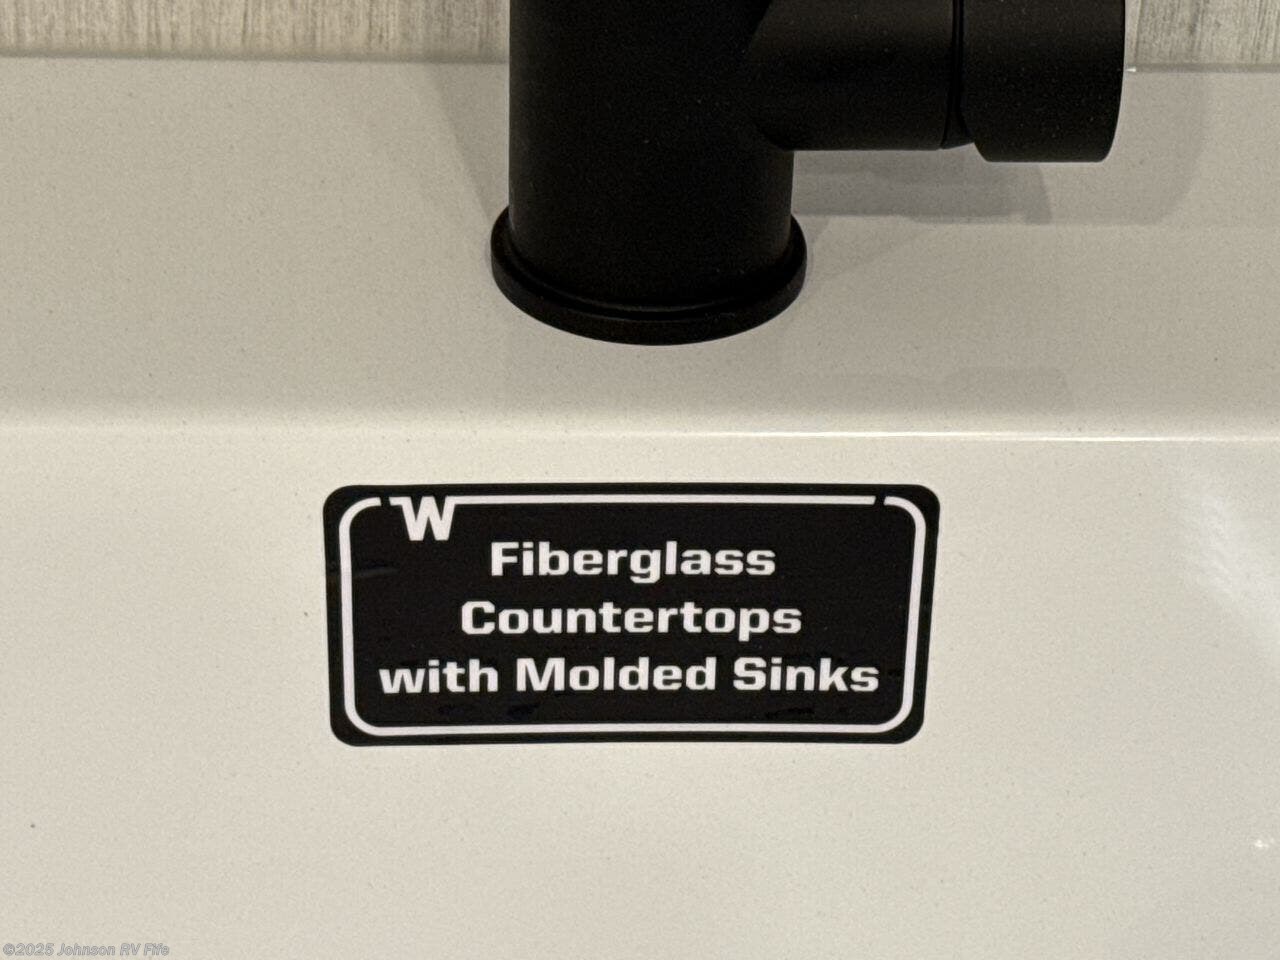 W
Fiberglass
Countertops
with Molded Sinks
©2025 Johnson RV Fife